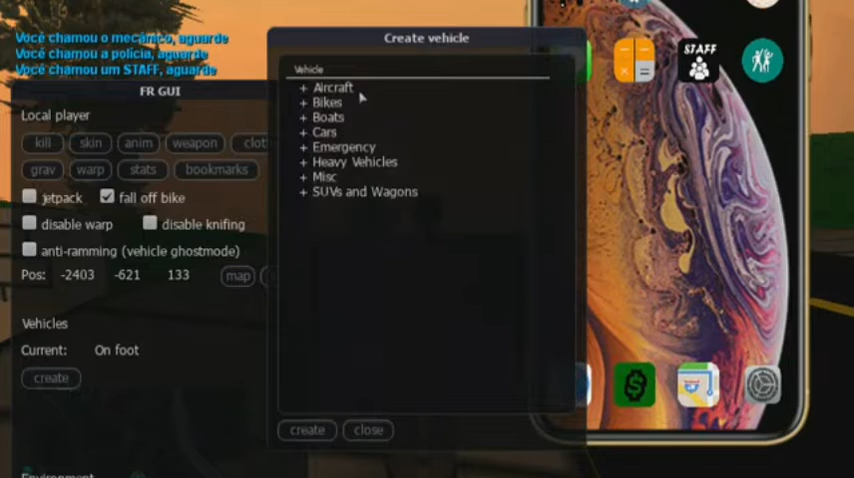 Você chamou o mecânico, aguarde
Você chamou a polícia, aguarde
Você chamou um STAFF, aguarde
FR GUI
Local player
kill skin anim weapon
grav warp stats bookmarks
jetpack fall off bike
disable warp disable knifing
anti-ramming (vehicle ghostmode)
Pos: -2403 -621 133 map
Vehicles
Current: On foot
create
Create vehicle
Vehicle
+ Aircraft
+ Bikes
+ Boats
+ Cars
+ Emergency
+ Heavy Vehicles
+ Misc
+ SUVs and Wagons
create close
STAFF